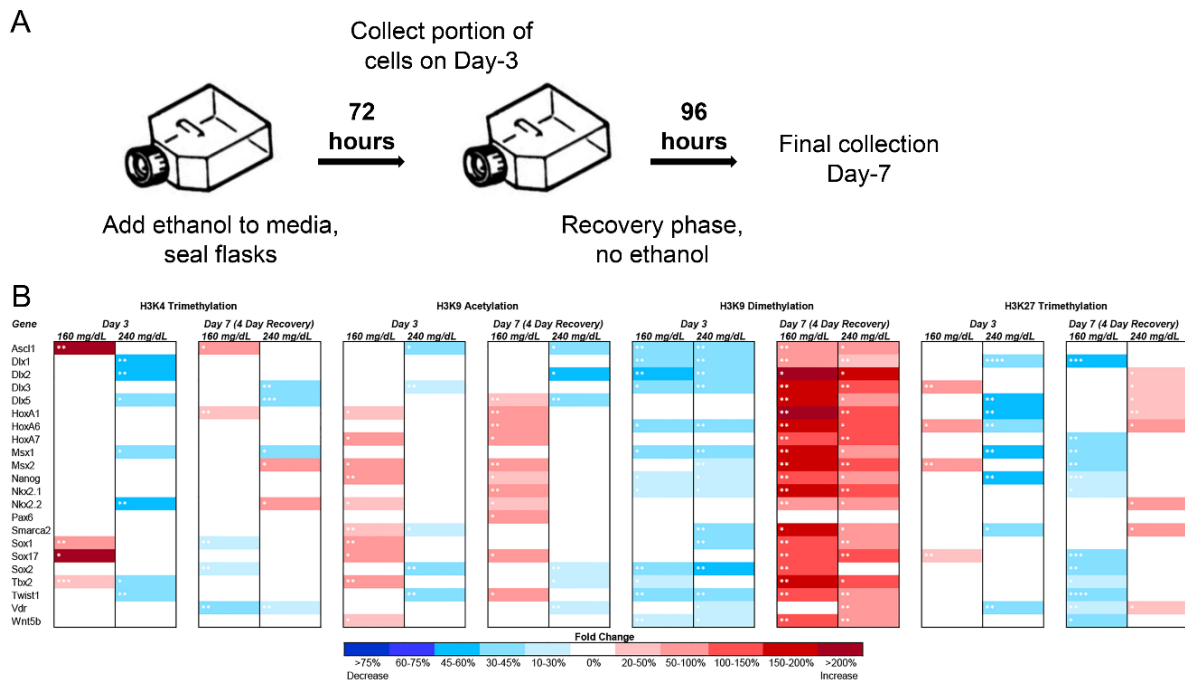 A
Collect portion of
cells on Day-3
72
hours
96
hours
Final collection
Day-7
Add ethanol to media,
seal flasks
Recovery phase,
no ethanol
B
H3K4 Trimethylation H3K9 Acetylation H3K9 Dimethylation H3K27 Trimethylation
Gene Day 3 Day 7 (4 Day Recovery) Day 3 Day 7 (4 Day Recovery) Day 3 Day 7 (4 Day Recovery) Day 3 Day 7 (4 Day Recovery)
160 mg/dL 240 mg/dL 160 mg/dL 240 mg/dL 160 mg/dL 240 mg/dL 160 mg/dL 240 mg/dL 160 mg/dL 240 mg/dL 160 mg/dL 240 mg/dL 160 mg/dL 240 mg/dL 160 mg/dL 240 mg/dL
Ascl1
Dlx1
Dlx2
Dlx3
Dlx5
HoxA1
HoxA6
HoxA7
Msx1
Msx2
Nanog
Nkx2.1
Nkx2.2
Pax6
Smarca2
Sox1
Sox17
Sox2
Tbx2
Twist1
Vdr
Wnt5b
Fold Change
>75% 60-75% 45-60% 30-45% 10-30% 0% 20-50% 50-100% 100-150% 150-200% >200%
Decrease Increase